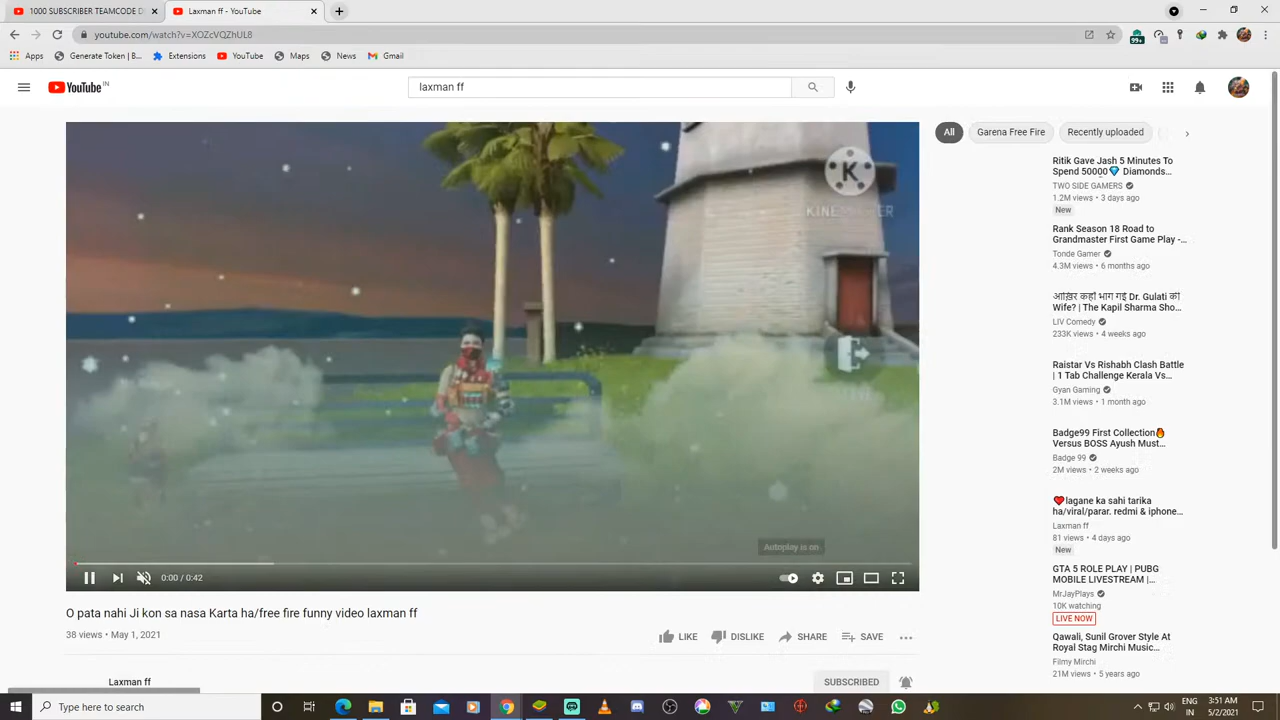 1000 SUBSCRIBER TEAMCODE D
Laxman ff - YouTube
youtube.com/watch?v=XOZcVQZhUL8
99+
Apps
Generate Token | B...
Extensions
YouTube
Maps
News
Gmail
YouTube IN
laxman ff
KINEMASTER
Autoplay is on
0:00 / 0:42
O pata nahi Ji kon sa nasa Karta ha/free fire funny video laxman ff
38 views • May 1, 2021
LIKE
DISLIKE
SHARE
SAVE
Laxman ff
SUBSCRIBED
All
Garena Free Fire
Recently uploaded
Ritik Gave Jash 5 Minutes To
Spend 50000💎 Diamonds...
TWO SIDE GAMERS
1.2M views • 3 days ago
New
Rank Season 18 Road to
Grandmaster First Game Play -...
Tonde Gamer
4.3M views • 6 months ago
आख़िर कहाँ भाग गई Dr. Gulati की
Wife? | The Kapil Sharma Sho...
LIV Comedy
233K views • 4 weeks ago
Raistar Vs Rishabh Clash Battle
| 1 Tab Challenge Kerala Vs...
Gyan Gaming
3.1M views • 1 month ago
Badge99 First Collection🔥
Versus BOSS Ayush Must...
Badge 99
2M views • 2 weeks ago
❤️lagane ka sahi tarika
ha/viral/parar. redmi & iphone...
Laxman ff
81 views • 4 days ago
New
GTA 5 ROLE PLAY | PUBG
MOBILE LIVESTREAM |...
MrJayPlays
10K watching
LIVE NOW
Qawali, Sunil Grover Style At
Royal Stag Mirchi Music...
Filmy Mirchi
21M views • 5 years ago
Type here to search
ENG
IN
3:51 AM
5/2/2021